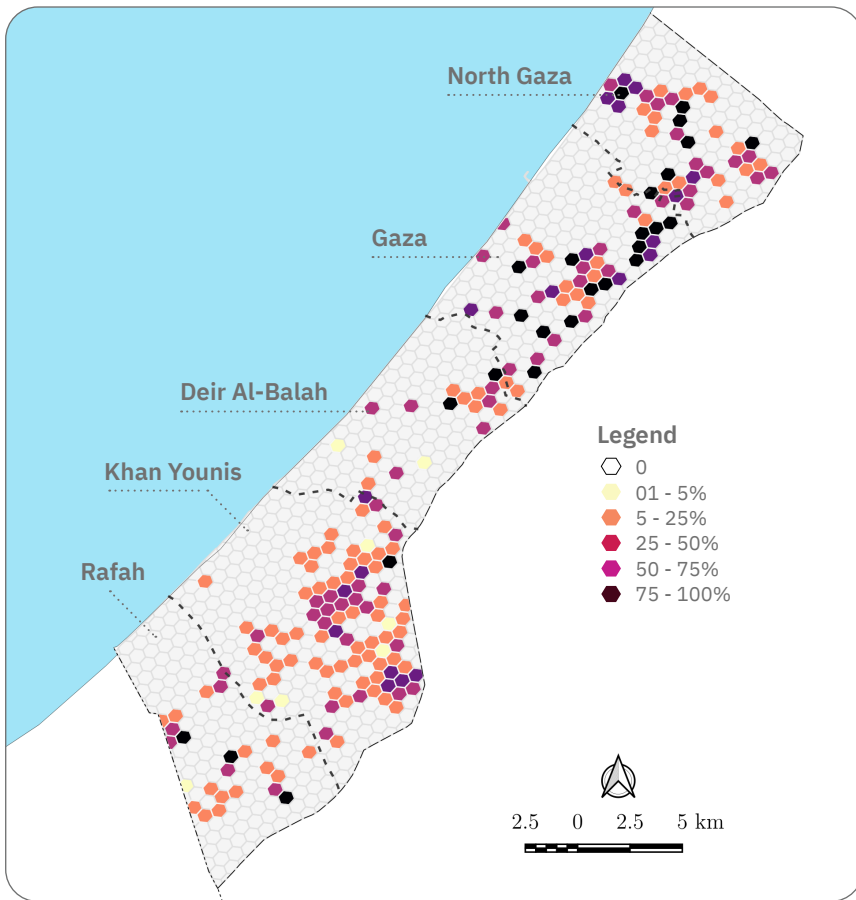 North Gaza
Gaza
Deir Al-Balah
Khan Younis
Rafah
Legend
0
01 - 5%
5 - 25%
25 - 50%
50 - 75%
75 - 100%
2.5 0 2.5 5 km